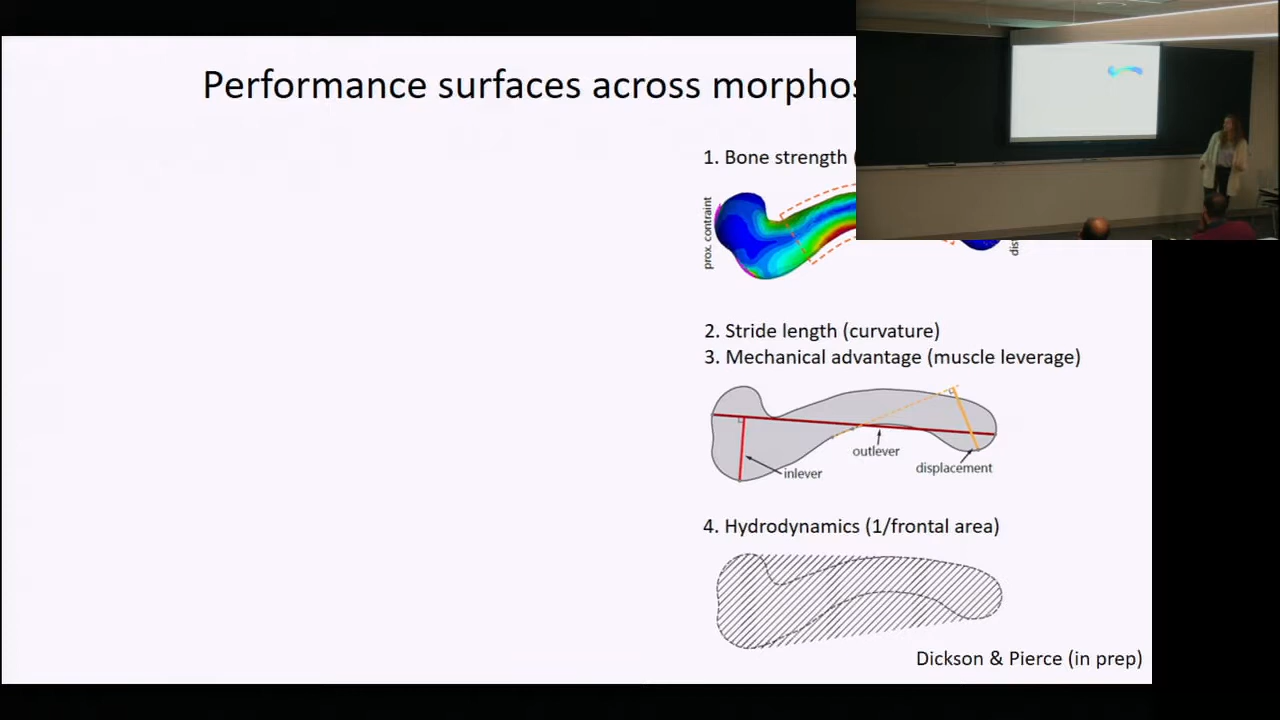 Performance surfaces across
1. Bone strength
prox. contraint
2. Stride length (curvature)
3. Mechanical advantage (muscle leverage)
inlever
outlever
displacement
4. Hydrodynamics (1/frontal area)
Dickson & Pierce (in prep)